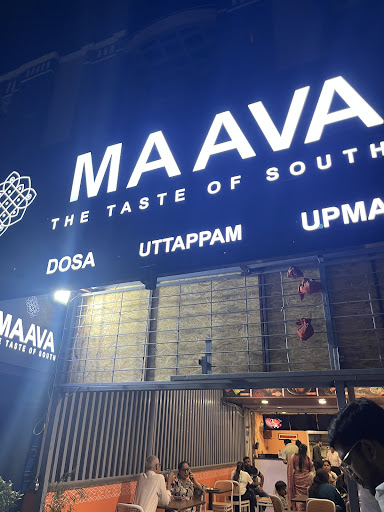 MAAVA
THE TASTE OF SOUTH
DOSA
UTTAPPAM
UPMA
MAAVA
THE TASTE OF SOUTH